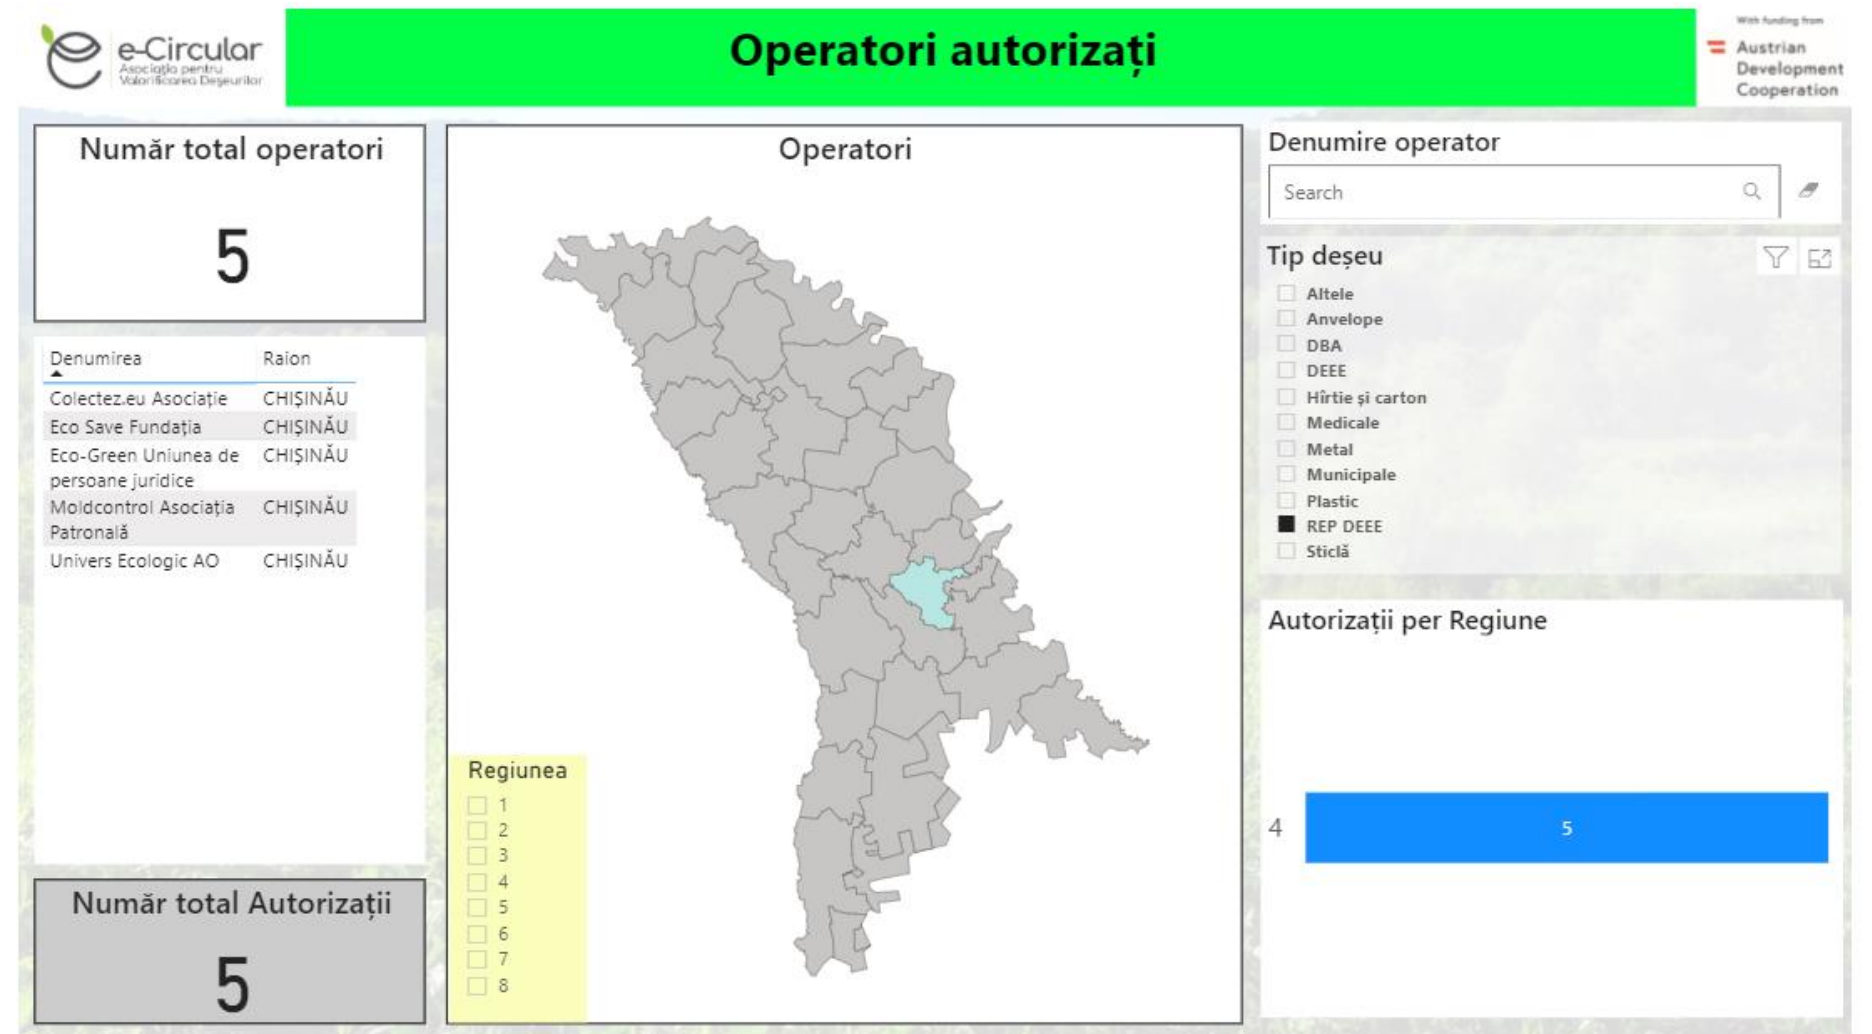 e-Circular
Asociația pentru
Valorificarea Deșeurilor
Operatori autorizați
With funding from
Austrian
Development
Cooperation
Număr total operatori
5
Denumirea Raion
Colectez.eu Asociație CHIȘINĂU
Eco Save Fundația CHIȘINĂU
Eco-Green Uniunea de CHIȘINĂU
persoane juridice
Moldcontrol Asociația CHIȘINĂU
Patronală
Univers Ecologic AO CHIȘINĂU
Număr total Autorizații
5
Operatori
Regiunea
1
2
3
4
5
6
7
8
Denumire operator
Search
Tip deșeu
Altele
Anvelope
DBA
DEEE
Hîrtie și carton
Medicale
Metal
Municipale
Plastic
REP DEEE
Sticlă
Autorizații per Regiune
4 5